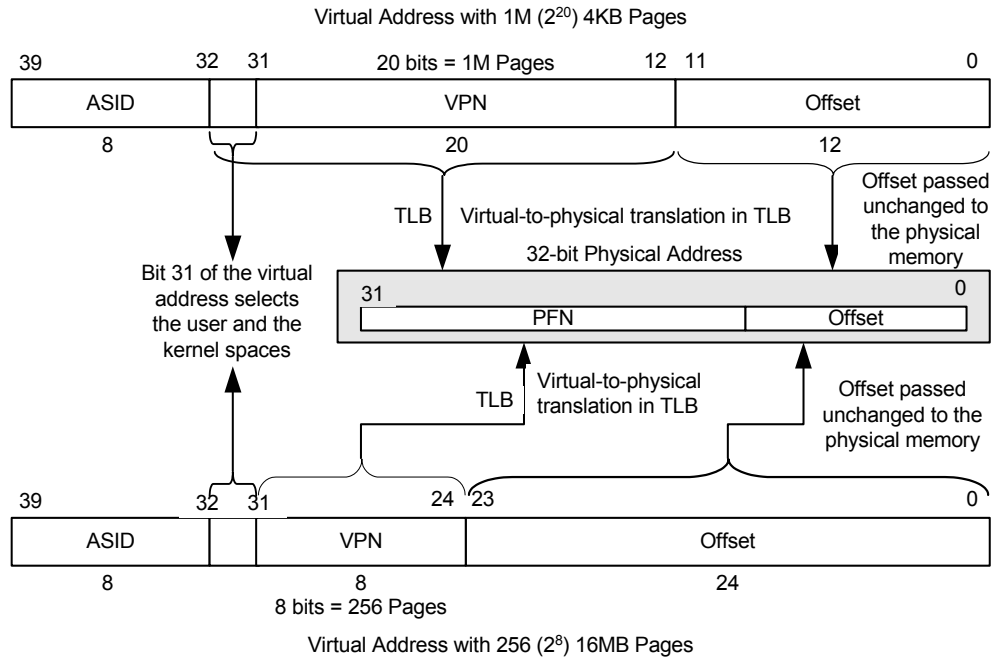 Virtual Address with 1M (2²⁰) 4KB Pages
39 32 31 20 bits = 1M Pages 12 11 0
ASID VPN Offset
8 20 12
TLB
Virtual-to-physical translation in TLB
Offset passed
unchanged to
the physical
memory
32-bit Physical Address
Bit 31 of the virtual
address selects
the user and the
kernel spaces
31 0
PFN Offset
TLB
Virtual-to-physical
translation in TLB
Offset passed
unchanged to the
physical memory
39 32 31 24 23 0
ASID VPN Offset
8 8 24
8 bits = 256 Pages
Virtual Address with 256 (2⁸) 16MB Pages